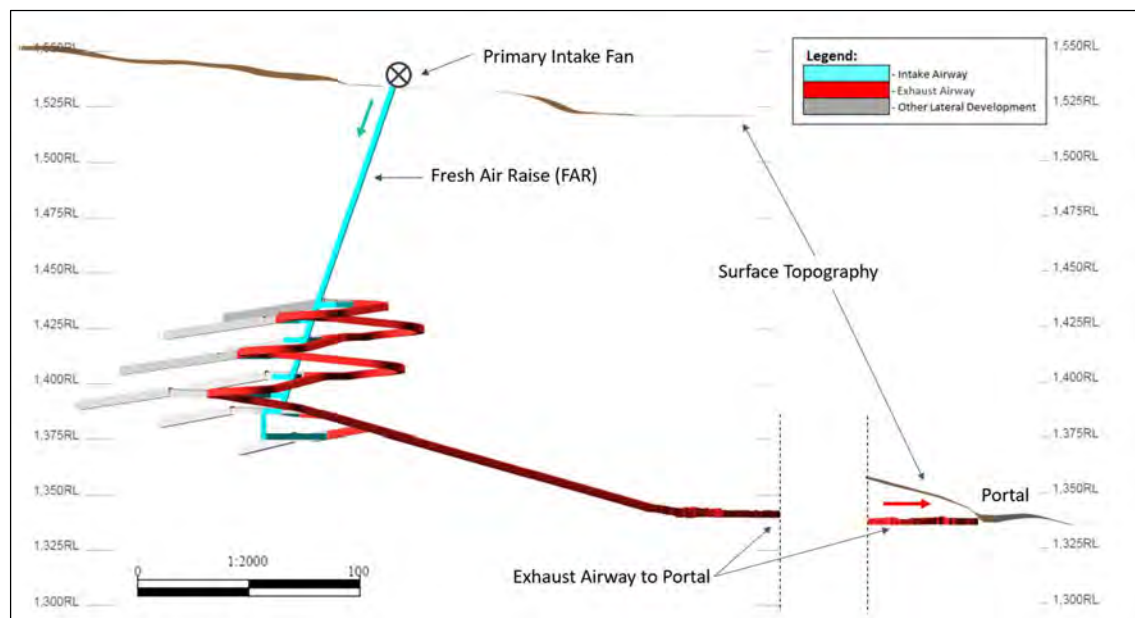 1,550RL
Primary Intake Fan
1,550RL
Legend:
- Intake Airway
- Exhaust Airway
- Other Lateral Development
1,525RL
1,525RL
1,500RL
Fresh Air Raise (FAR)
1,500RL
1,475RL
1,475RL
1,450RL
Surface Topography
1,450RL
1,425RL
1,425RL
1,400RL
1,400RL
1,375RL
1,375RL
1,350RL
Portal
1,350RL
1,325RL
1,325RL
0
1:2000
100
Exhaust Airway to Portal
1,300RL
1,300RL